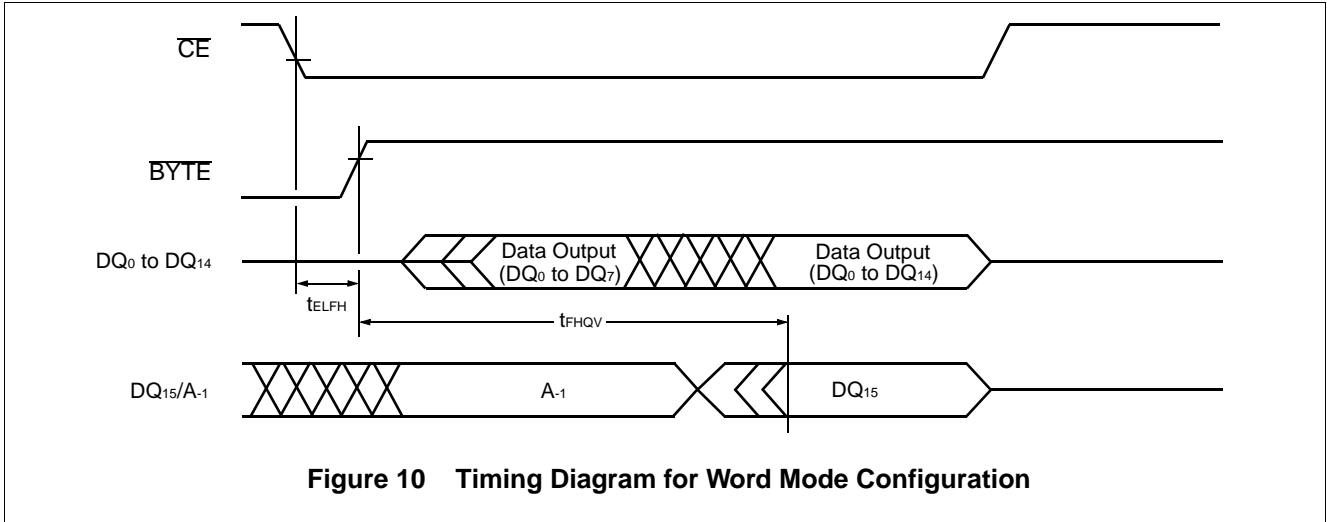 CE
BYTE
DQ0 to DQ14
Data Output
(DQ0 to DQ7)
Data Output
(DQ0 to DQ14)
tELFH
tFHQV
DQ15/A-1
A-1
DQ15
Figure 10 Timing Diagram for Word Mode Configuration